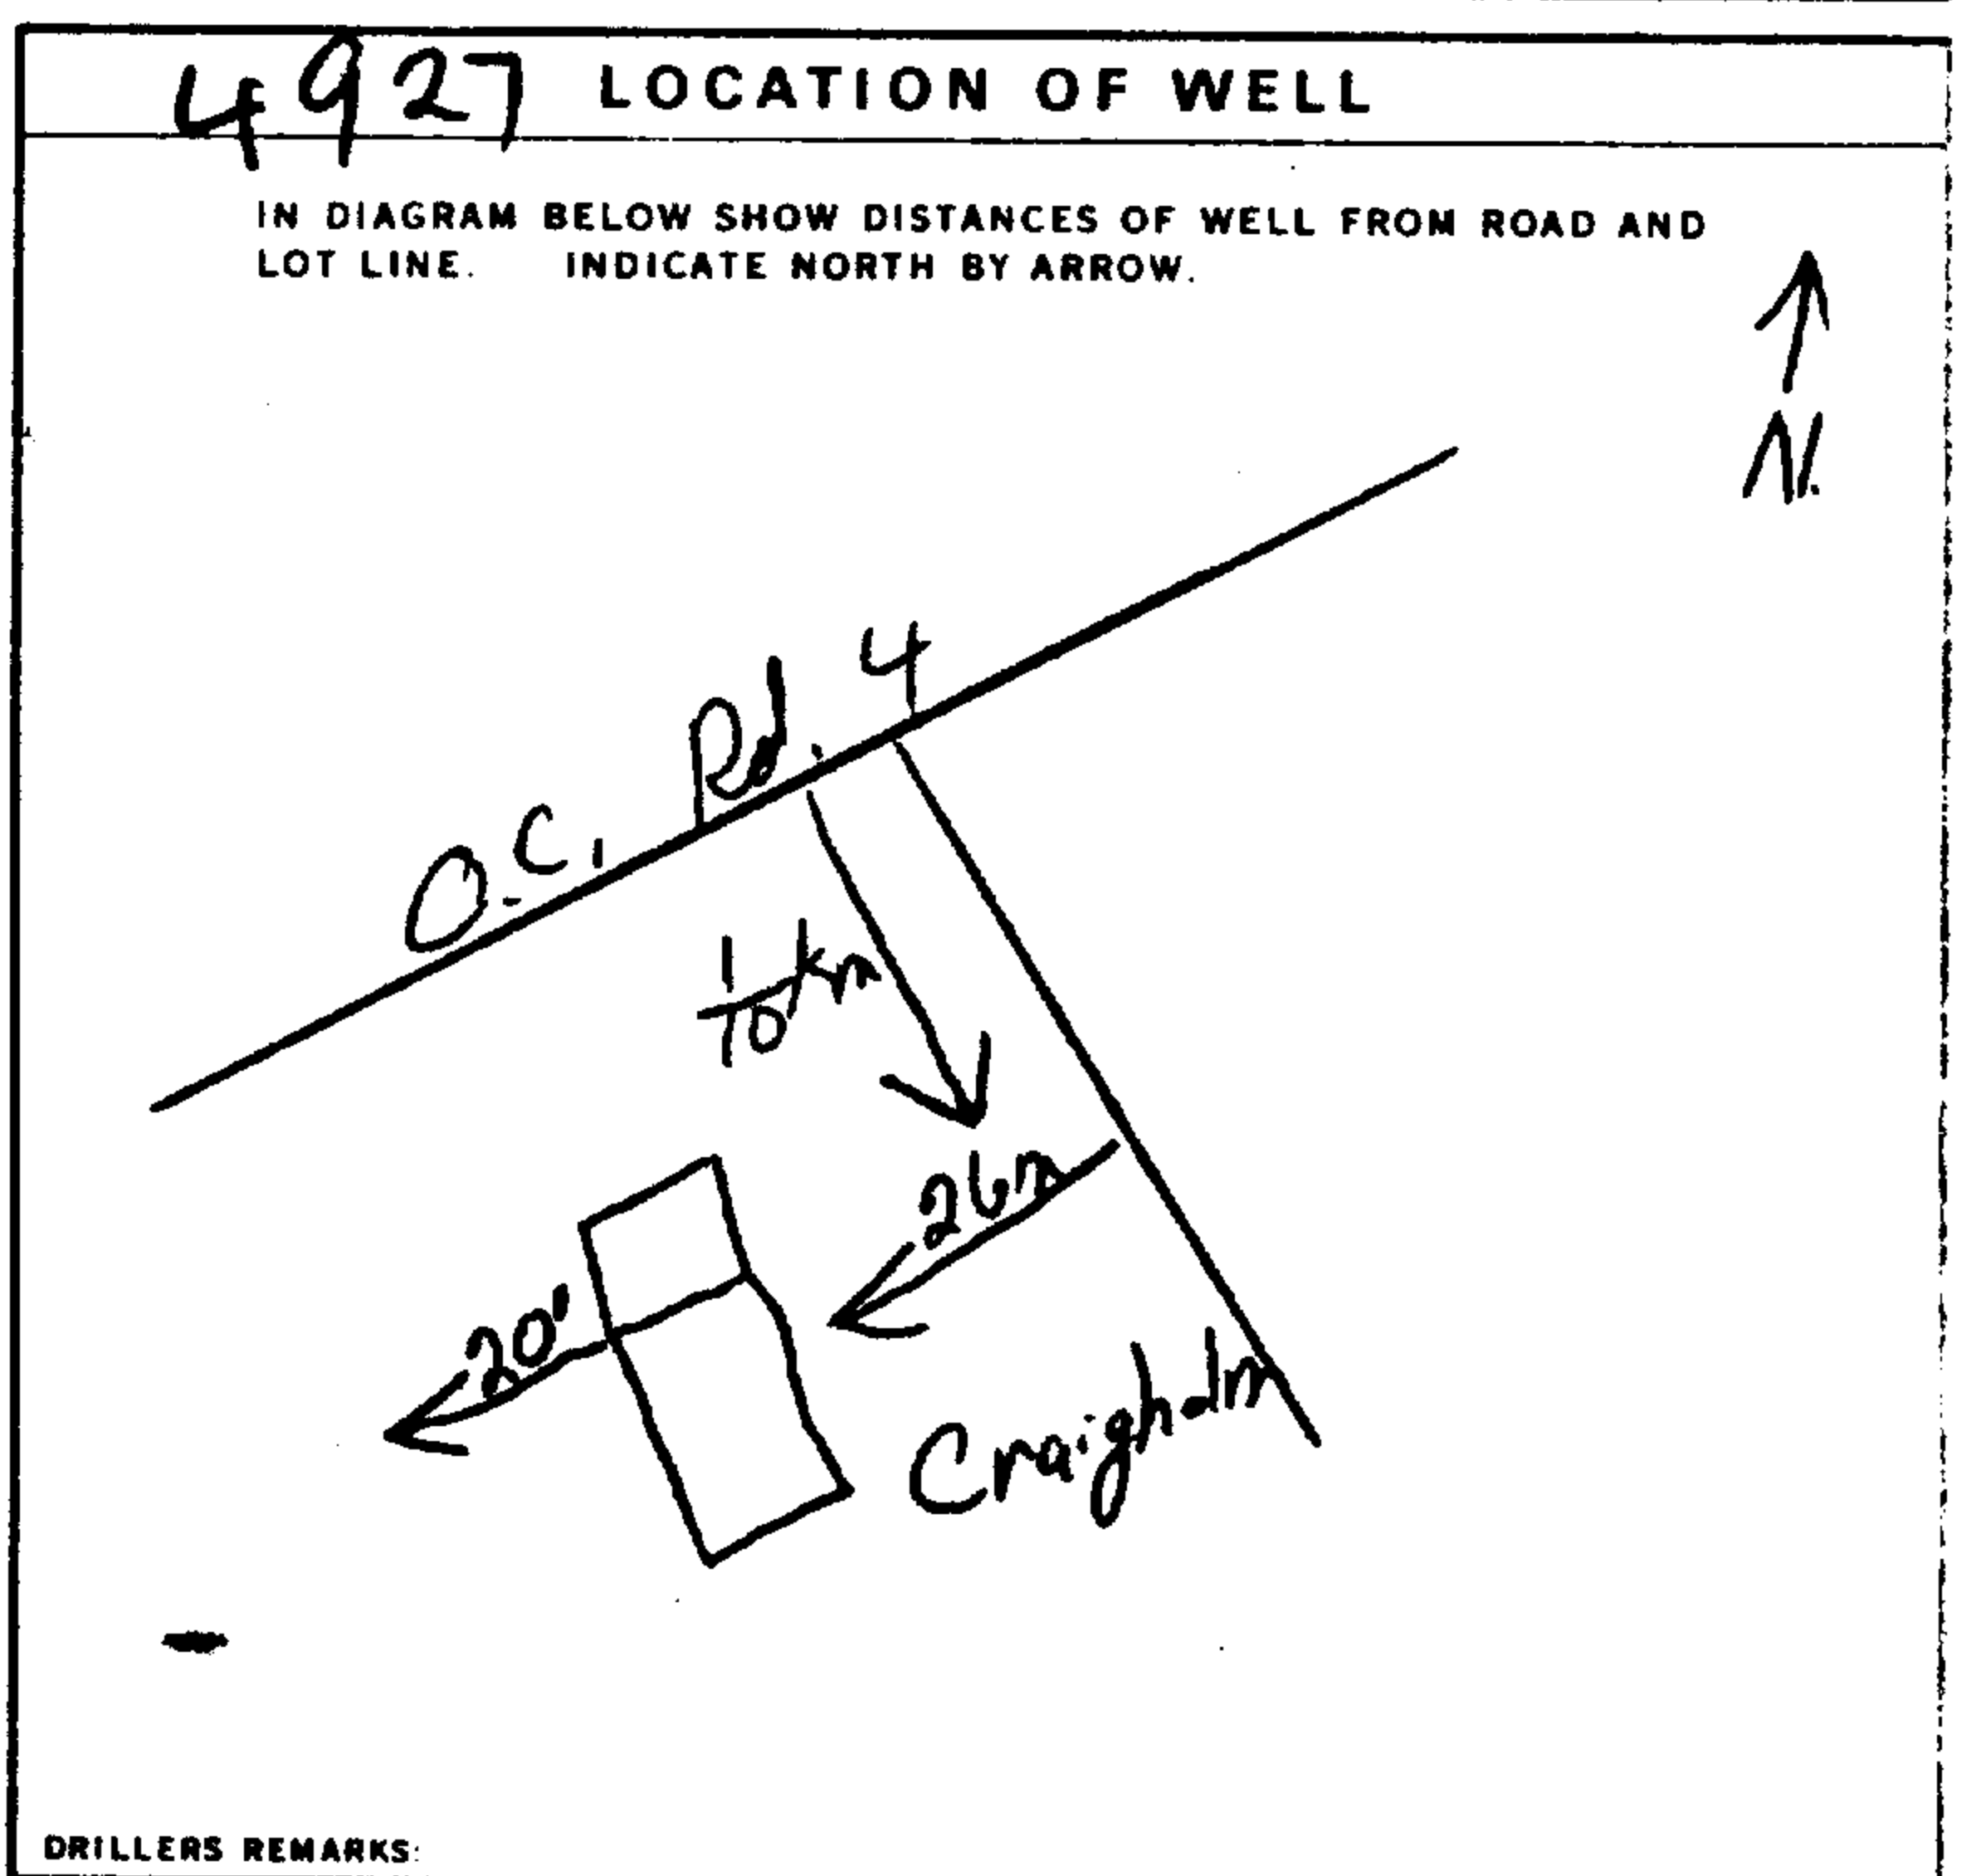 4927 LOCATION OF WELL
IN DIAGRAM BELOW SHOW DISTANCES OF WELL FROM ROAD AND
LOT LINE. INDICATE NORTH BY ARROW.
N.
O.C. Rd. 4
1/10 km
26m
20'
Craigholm
DRILLERS REMARKS: